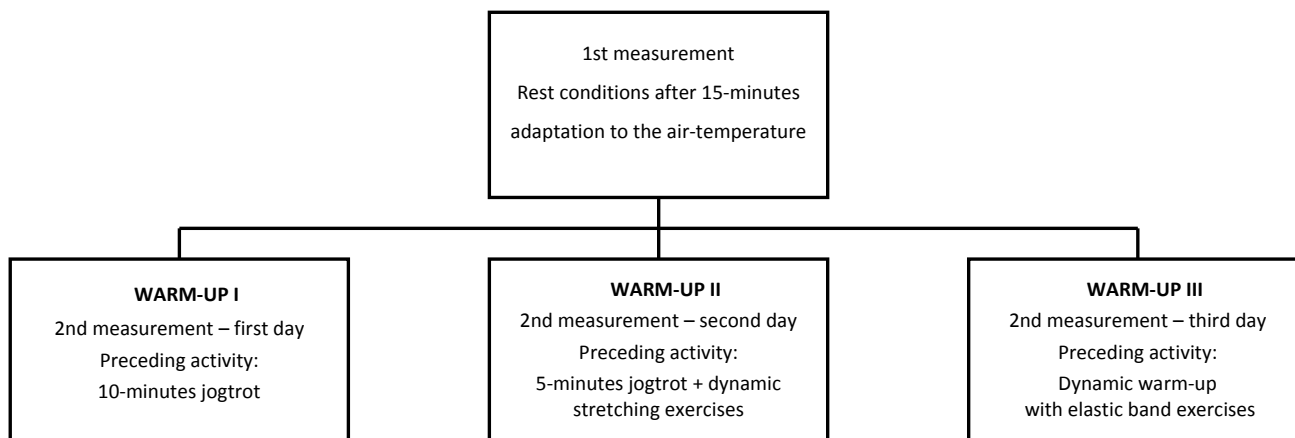 1st measurement
Rest conditions after 15-minutes
adaptation to the air-temperature
WARM-UP I
2nd measurement – first day
Preceding activity:
10-minutes jogtrot
WARM-UP II
2nd measurement – second day
Preceding activity:
5-minutes jogtrot + dynamic
stretching exercises
WARM-UP III
2nd measurement – third day
Preceding activity:
Dynamic warm-up
with elastic band exercises